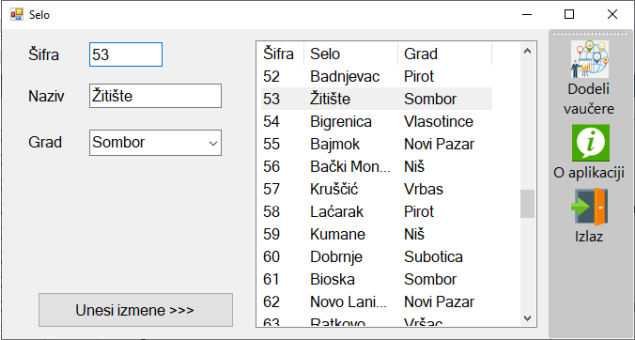 Selo
Šifra 53
Naziv Žitište
Grad Sombor
Unesi izmene >>>
Šifra Selo Grad
52 Badnjevac Pirot
53 Žitište Sombor
54 Bigrenica Vlasotince
55 Bajmok Novi Pazar
56 Bački Mon... Niš
57 Kruščić Vrbas
58 Laćarak Pirot
59 Kumane Niš
60 Dobrnje Subotica
61 Bioska Sombor
62 Novo Lani... Novi Pazar
63 Ratkovo Vršac
Dodeli
vaučere
O aplikaciji
Izlaz